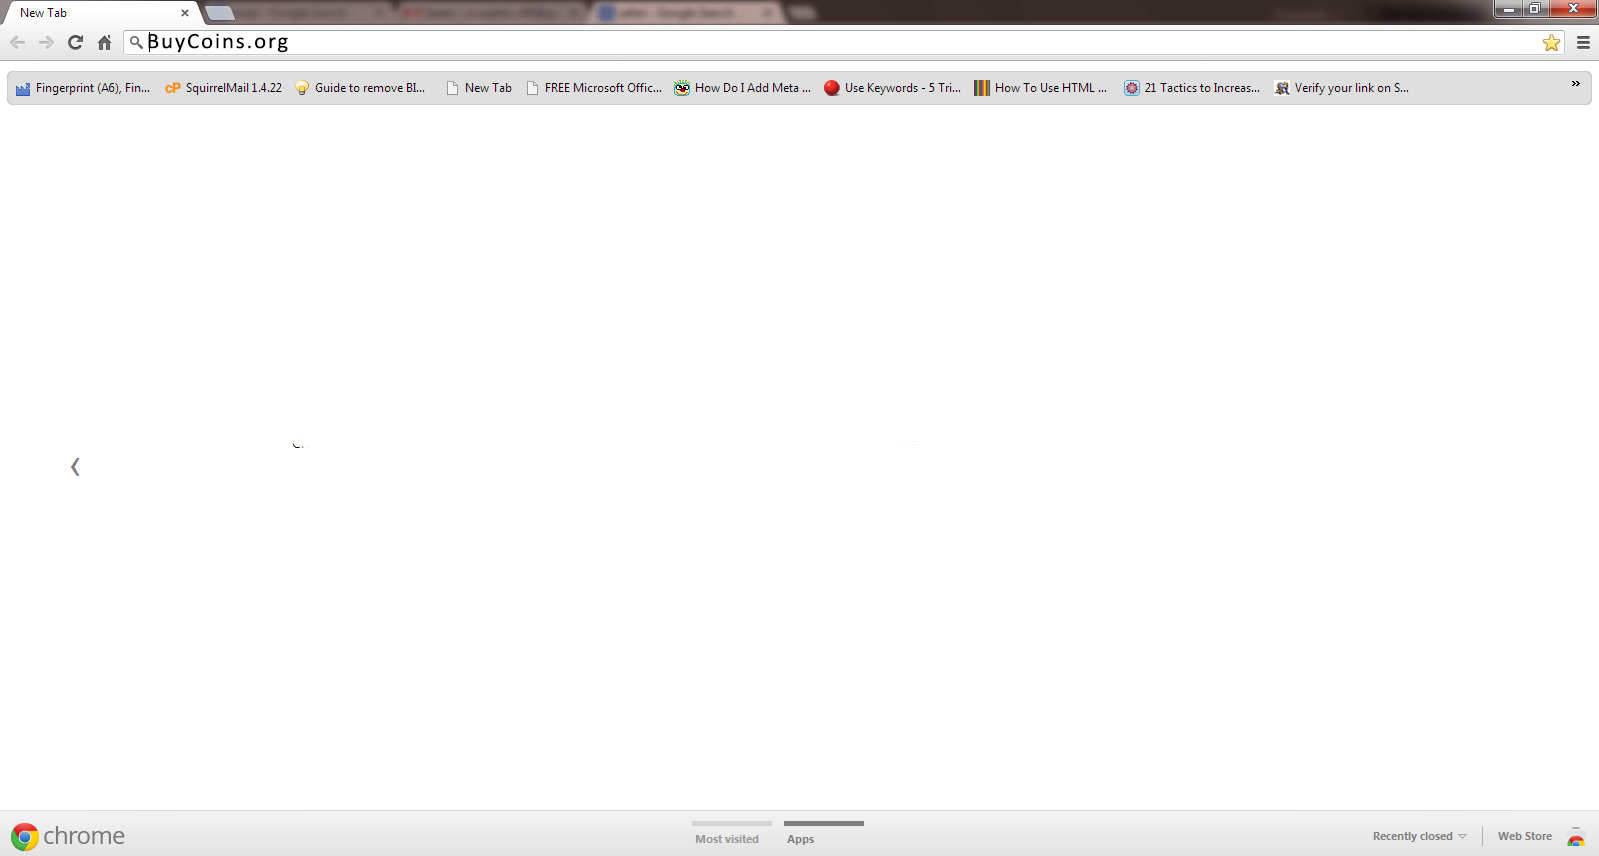 New Tab
BuyCoins.org
Fingerprint (A6), Fin... SquirrelMail 1.4.22 Guide to remove BI... New Tab FREE Microsoft Offic... How Do I Add Meta ... Use Keywords - 5 Tri... How To Use HTML ... 21 Tactics to Increas... Verify your link on S... »
chrome Most visited Apps Recently closed Web Store